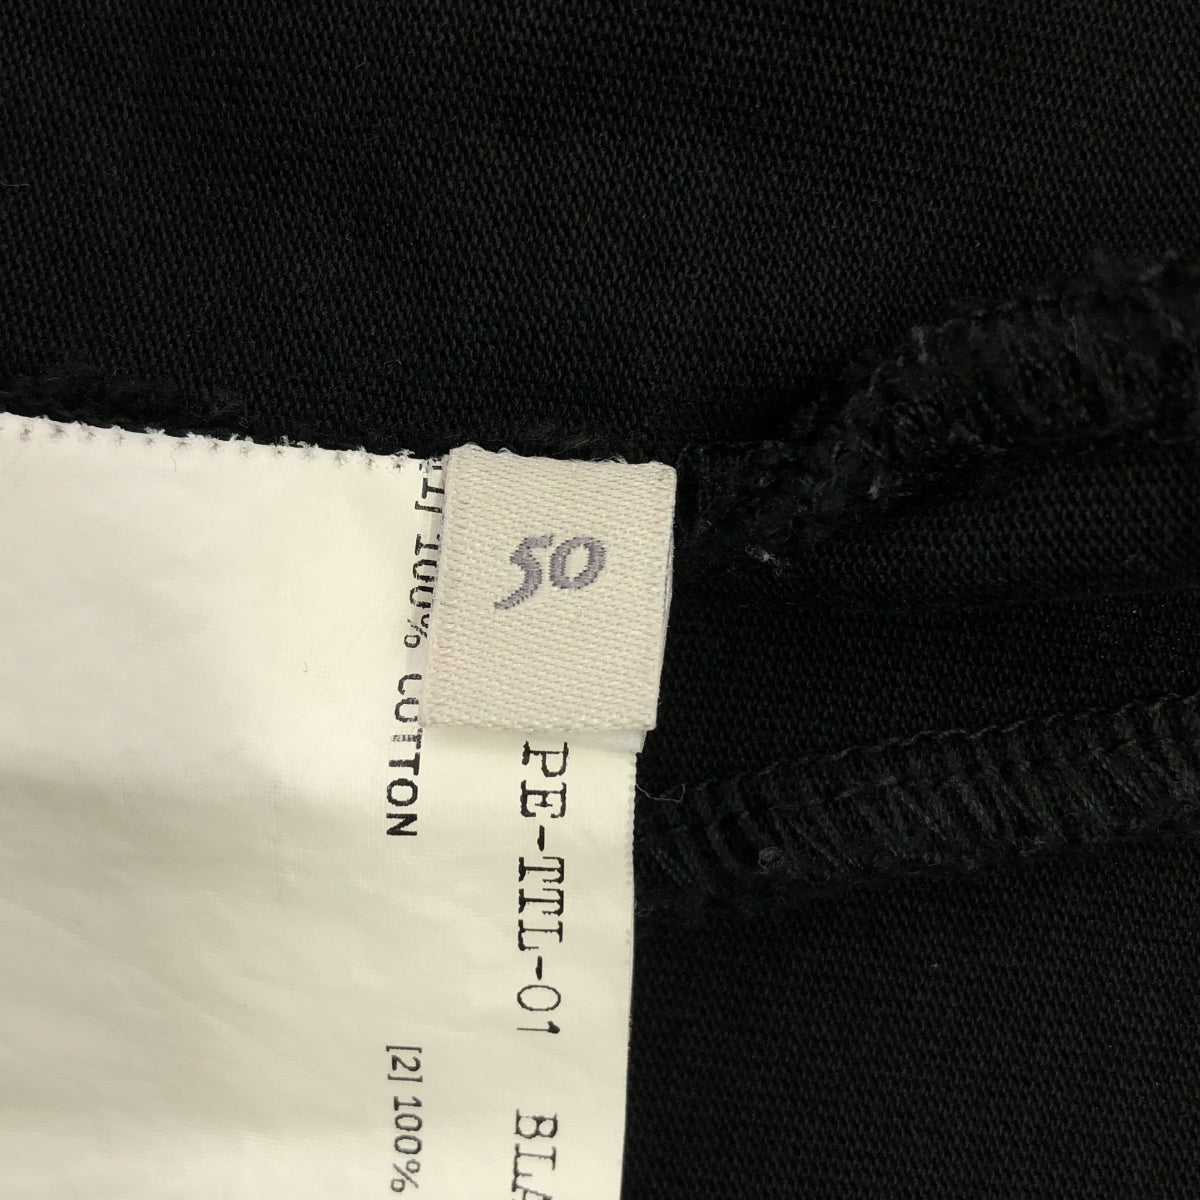 50
PE-TTL-01 BLA
[1] 100% COTTON
[2] 100%